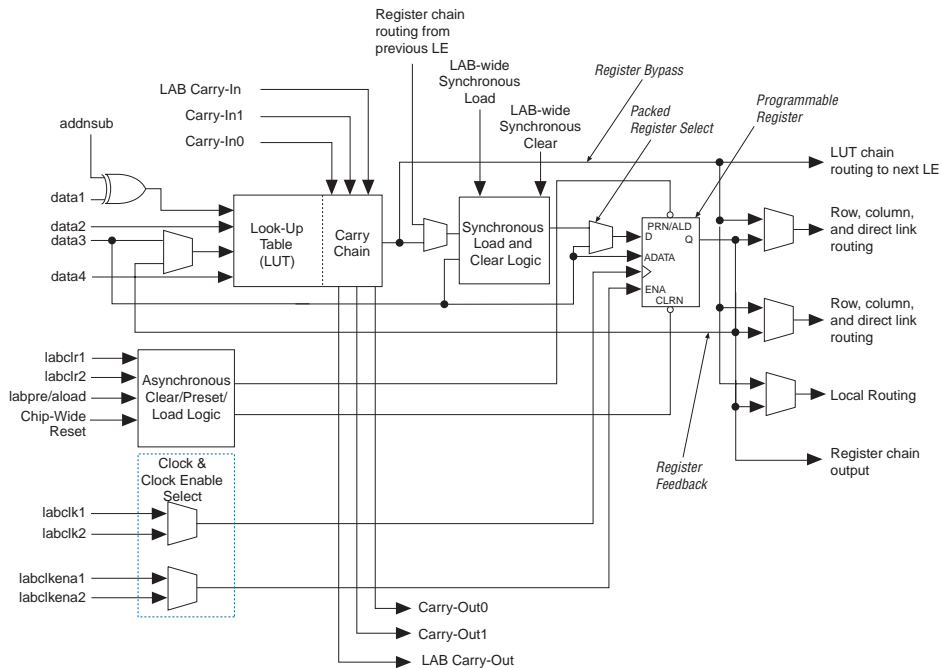 Register chain
routing from
previous LE
LAB-wide
Synchronous
Load
LAB-wide
Synchronous
Clear
Register Bypass
Packed
Register Select
Programmable
Register
LAB Carry-In
Carry-In1
Carry-In0
addnsub
data1
data2
data3
data4
Look-Up
Table
(LUT)
Carry
Chain
Synchronous
Load and
Clear Logic
PRN/ALD
D
Q
ADATA
ENA
CLRN
LUT chain
routing to next LE
Row, column,
and direct link
routing
Row, column,
and direct link
routing
Local Routing
Register chain
output
Register
Feedback
labclr1
labclr2
labpre/aload
Chip-Wide
Reset
Asynchronous
Clear/Preset/
Load Logic
Clock &
Clock Enable
Select
labclk1
labclk2
labclkena1
labclkena2
Carry-Out0
Carry-Out1
LAB Carry-Out